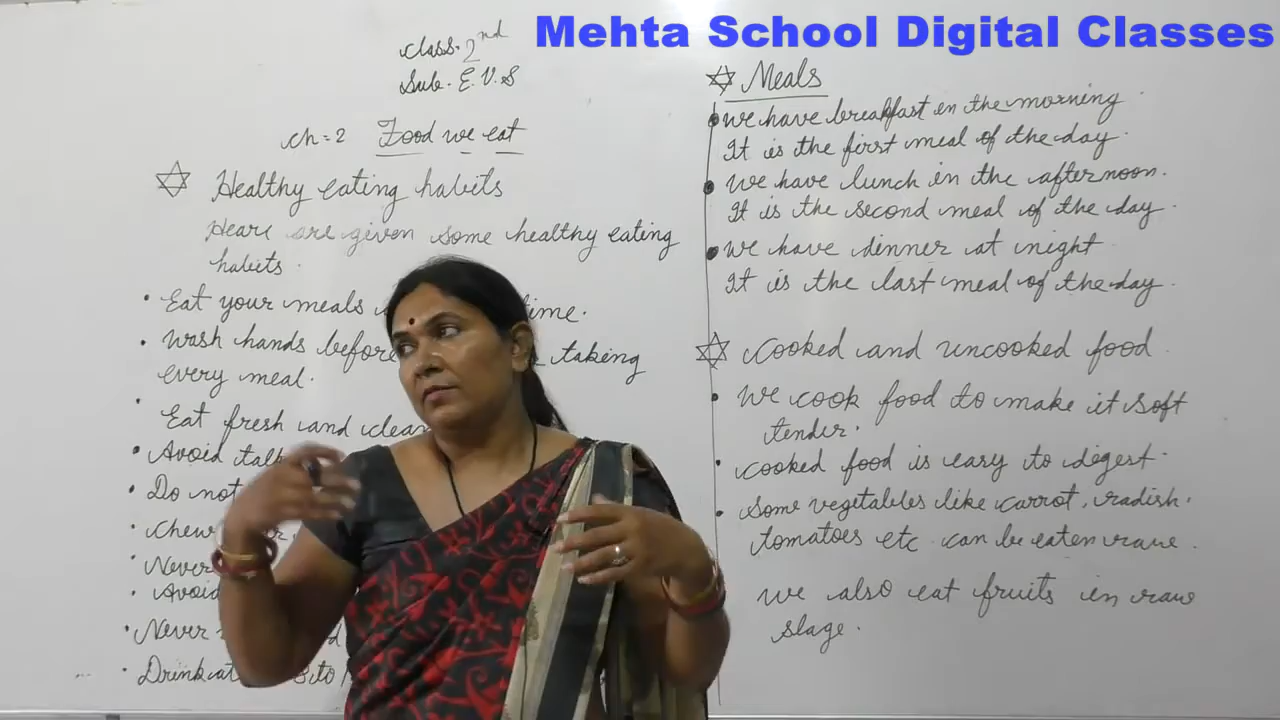 Mehta School Digital Classes
Class. 2nd
Sub. E.V.S
Ch=2 Food we eat
Healthy eating habits
Heare are given some healthy eating
habits.
Eat your meals time.
wash hands before taking
every meal.
Eat fresh and clean
Avoid talk
Do not
chew
Never
Avoid
Never
Drink at 8 to
Meals
we have breakfast in the morning
It is the first meal of the day.
We have lunch in the afternoon.
It is the second meal of the day.
We have dinner at night
It is the last meal of the day.
Cooked and uncooked food
We cook food to make it soft
tender.
cooked food is easy to digest.
Some vegetables like carrot, radish.
tomatoes etc can be eaten rawe.
we also eat fruits in raw
slage.